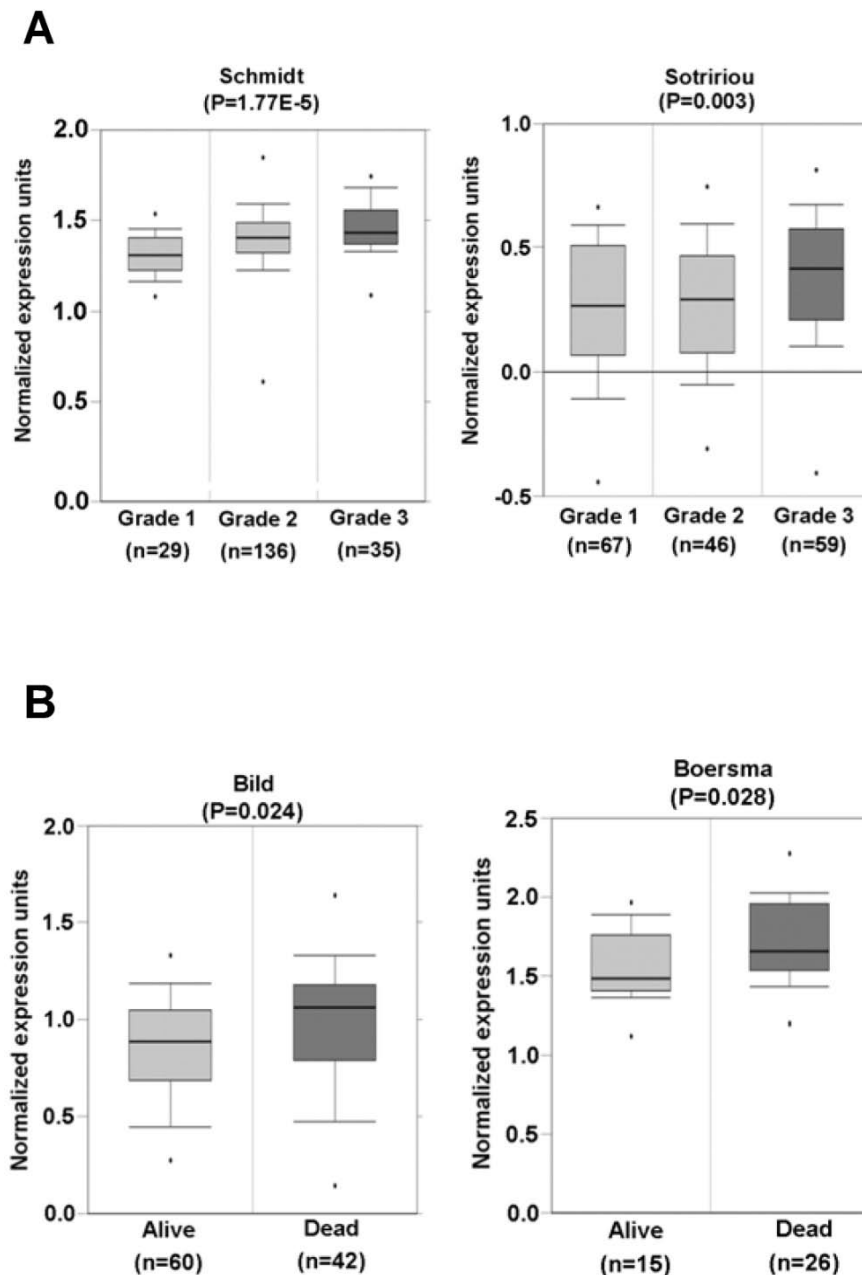 A
Schmidt
(P=1.77E-5)
Normalized expression units
2.0
1.5
1.0
0.5
0.0
Grade 1
Grade 2
Grade 3
(n=29)
(n=136)
(n=35)
Sotririou
(P=0.003)
Normalized expression units
1.0
0.5
0.0
-0.5
Grade 1
Grade 2
Grade 3
(n=67)
(n=46)
(n=59)
B
Bild
(P=0.024)
Normalized expression units
2.0
1.5
1.0
0.5
0.0
Alive
Dead
(n=60)
(n=42)
Boersma
(P=0.028)
Normalized expression units
2.5
2.0
1.5
1.0
0.5
0.0
Alive
Dead
(n=15)
(n=26)